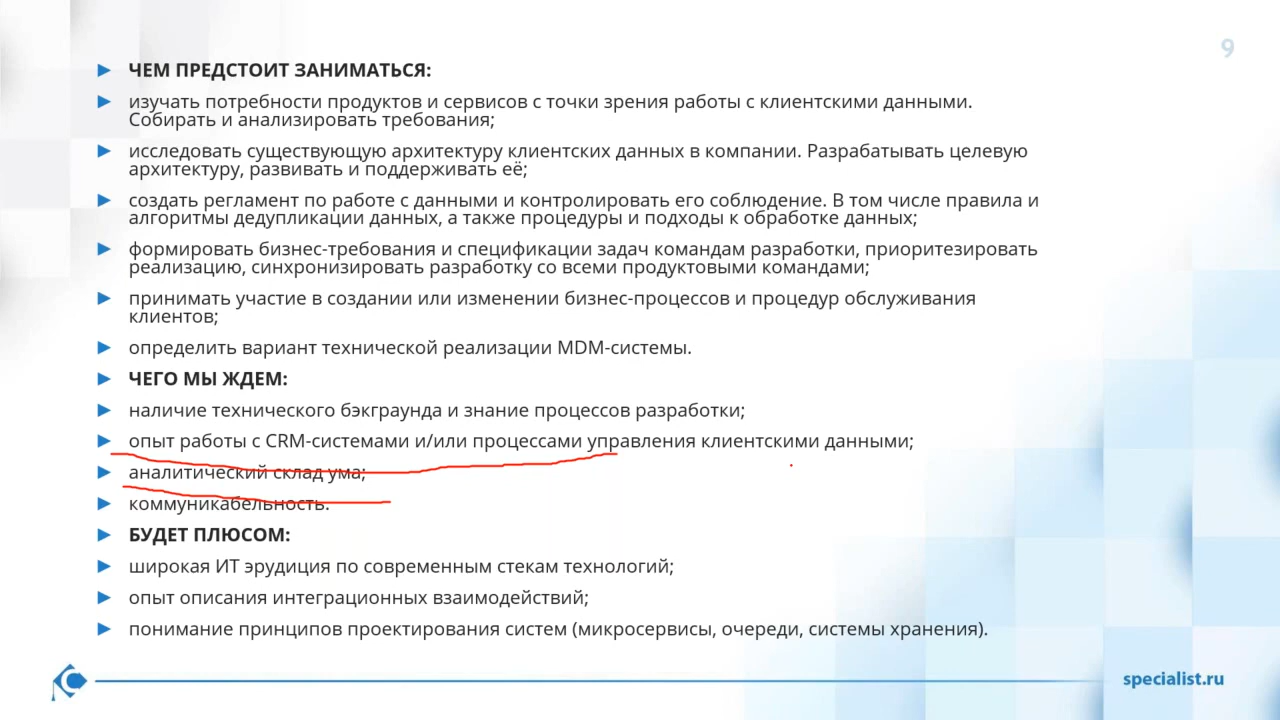 9
ЧЕМ ПРЕДСТОИТ ЗАНИМАТЬСЯ:
изучать потребности продуктов и сервисов с точки зрения работы с клиентскими данными.
Собирать и анализировать требования;
исследовать существующую архитектуру клиентских данных в компании. Разрабатывать целевую
архитектуру, развивать и поддерживать её;
создать регламент по работе с данными и контролировать его соблюдение. В том числе правила и
алгоритмы дедупликации данных, а также процедуры и подходы к обработке данных;
формировать бизнес-требования и спецификации задач командам разработки, приоритезировать
реализацию, синхронизировать разработку со всеми продуктовыми командами;
принимать участие в создании или изменении бизнес-процессов и процедур обслуживания
клиентов;
определить вариант технической реализации MDM-системы.
ЧЕГО МЫ ЖДЕМ:
наличие технического бэкграунда и знание процессов разработки;
опыт работы с CRM-системами и/или процессами управления клиентскими данными;
аналитический склад ума;
коммуникабельность.
БУДЕТ ПЛЮСОМ:
широкая ИТ эрудиция по современным стекам технологий;
опыт описания интеграционных взаимодействий;
понимание принципов проектирования систем (микросервисы, очереди, системы хранения).
specialist.ru